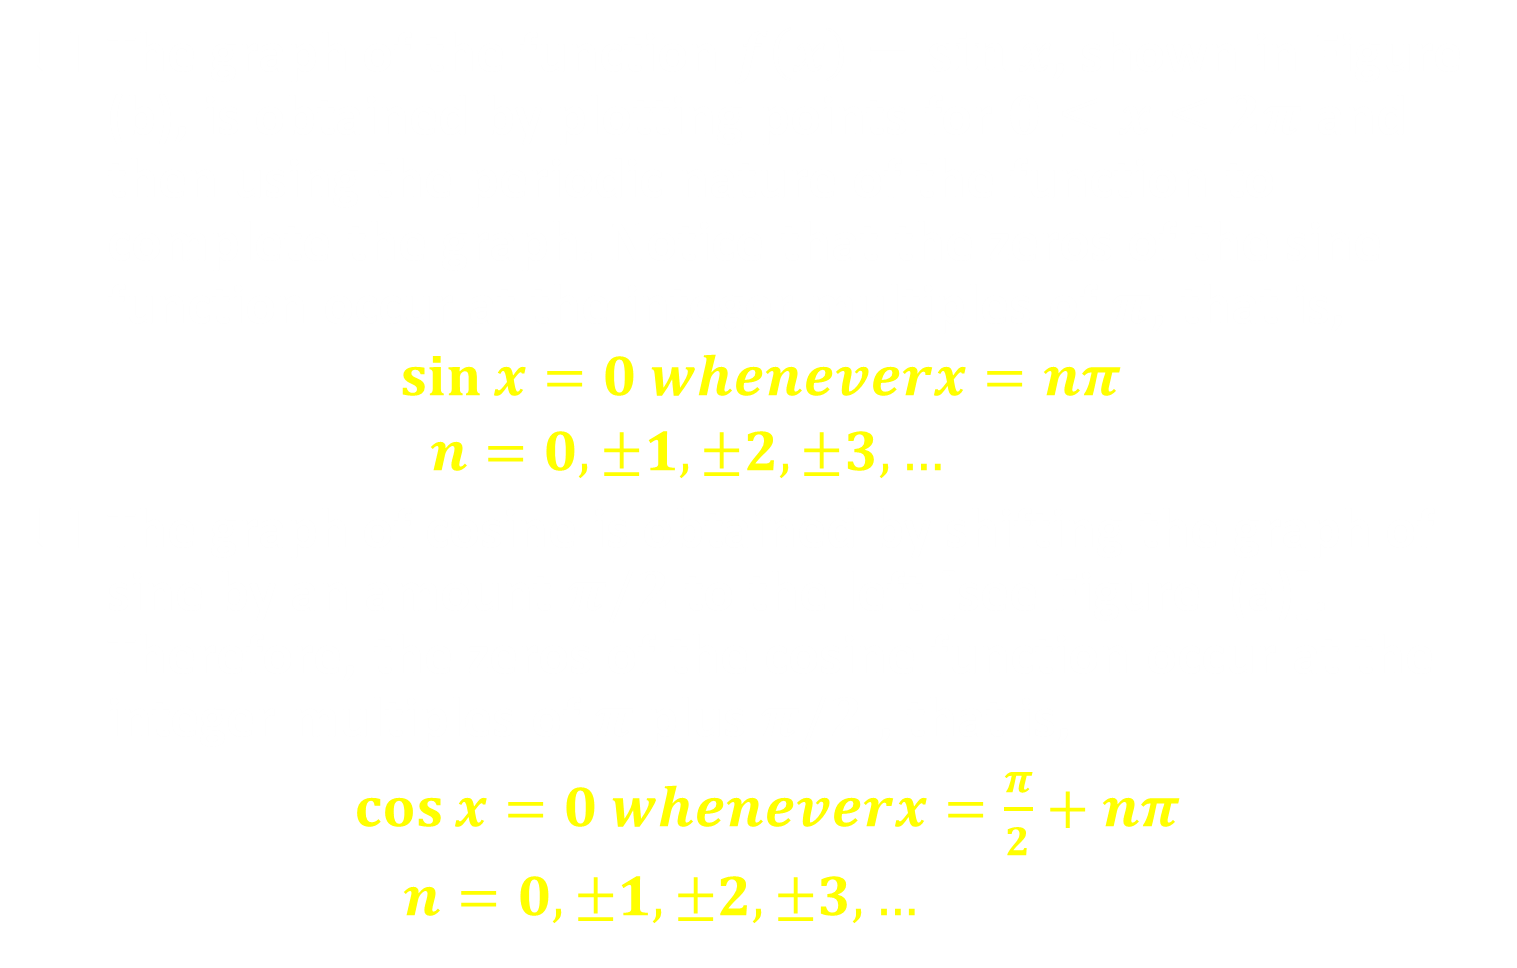 sin x = 0 wheneverx = nπ
n = 0, ±1, ±2, ±3, …
cos x = 0 wheneverx = π/2 + nπ
n = 0, ±1, ±2, ±3, …